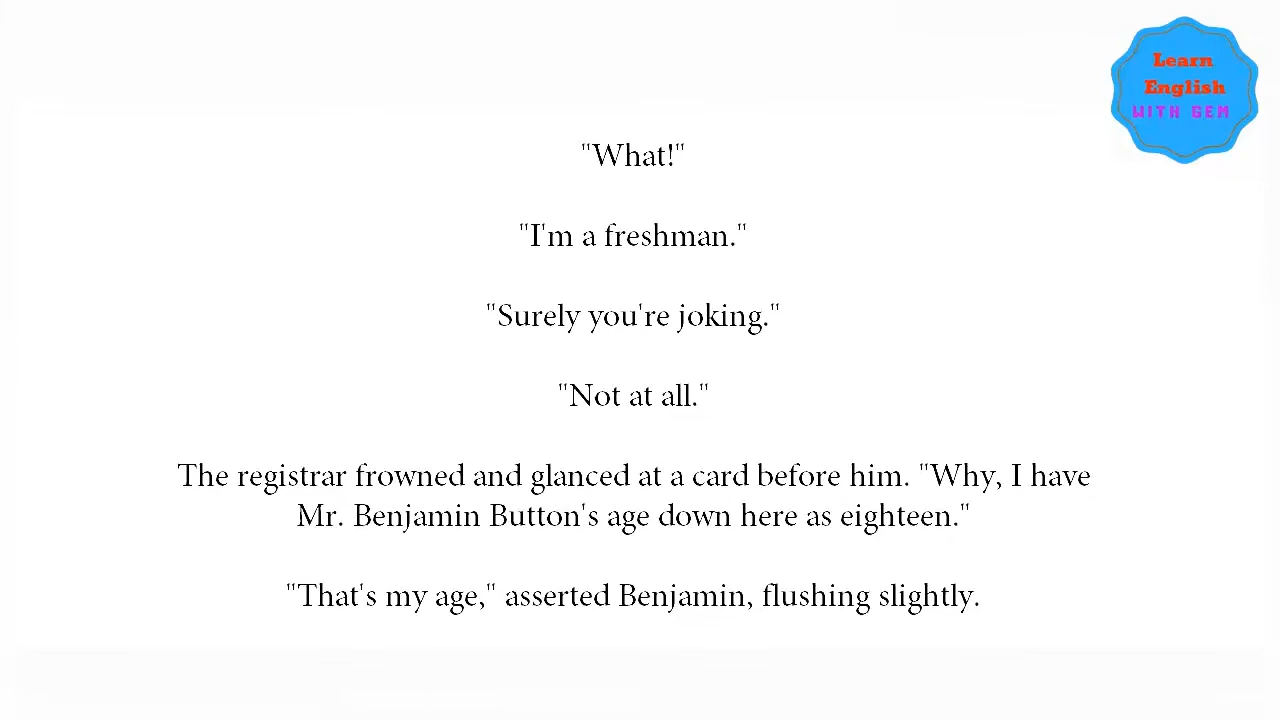 Learn
English
WITH GEM
"What!"
"I'm a freshman."
"Surely you're joking."
"Not at all."
The registrar frowned and glanced at a card before him. "Why, I have
Mr. Benjamin Button's age down here as eighteen."
"That's my age," asserted Benjamin, flushing slightly.